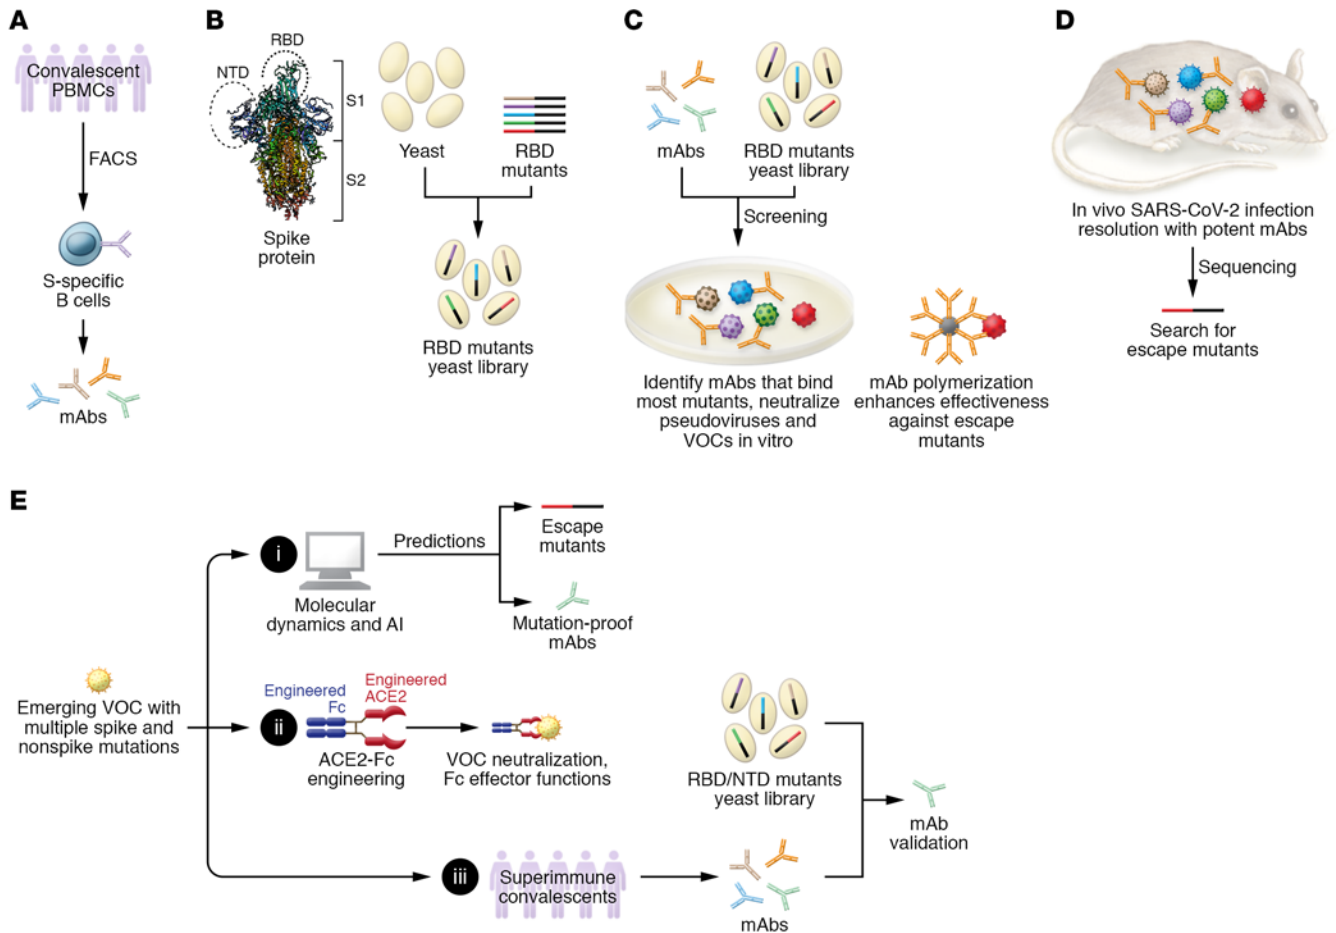 A
Convalescent
PBMCs
FACS
S-specific
B cells
mAbs
B
RBD
NTD
S1
S2
Spike
protein
Yeast
RBD
mutants
RBD mutants
yeast library
C
mAbs
RBD mutants
yeast library
Screening
Identify mAbs that bind
most mutants, neutralize
pseudoviruses and
VOCs in vitro
mAb polymerization
enhances effectiveness
against escape
mutants
D
In vivo SARS-CoV-2 infection
resolution with potent mAbs
Sequencing
Search for
escape mutants
E
Emerging VOC with
multiple spike and
nonspike mutations
i
Molecular
dynamics and AI
Predictions
Escape
mutants
Mutation-proof
mAbs
ii
Engineered
Fc
Engineered
ACE2
ACE2-Fc
engineering
VOC neutralization,
Fc effector functions
iii
Superimmune
convalescents
mAbs
RBD/NTD mutants
yeast library
mAb
validation